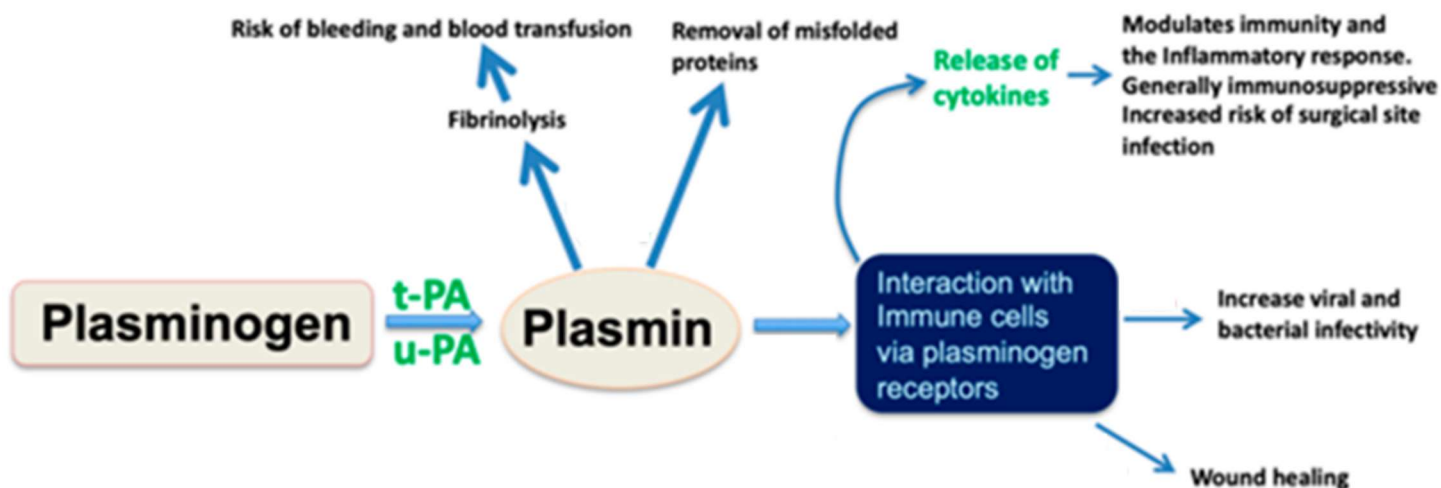 Risk of bleeding and blood transfusion
Removal of misfolded
proteins
Fibrinolysis
Release of
cytokines
Modulates immunity and
the Inflammatory response.
Generally immunosuppressive
Increased risk of surgical site
infection
Plasminogen
t-PA
u-PA
Plasmin
Interaction with
Immune cells
via plasminogen
receptors
Increase viral and
bacterial infectivity
Wound healing